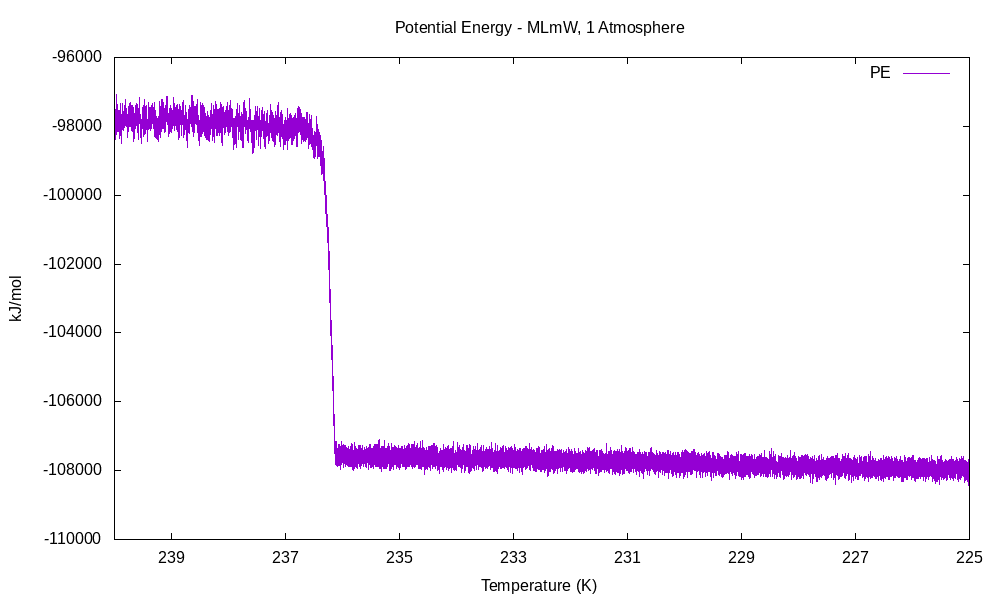 Potential Energy - MLmW, 1 Atmosphere
-96000
PE
-98000
-100000
-102000
kJ/mol
-104000
-106000
-108000
-110000
239 237 235 233 231 229 227 225
Temperature (K)